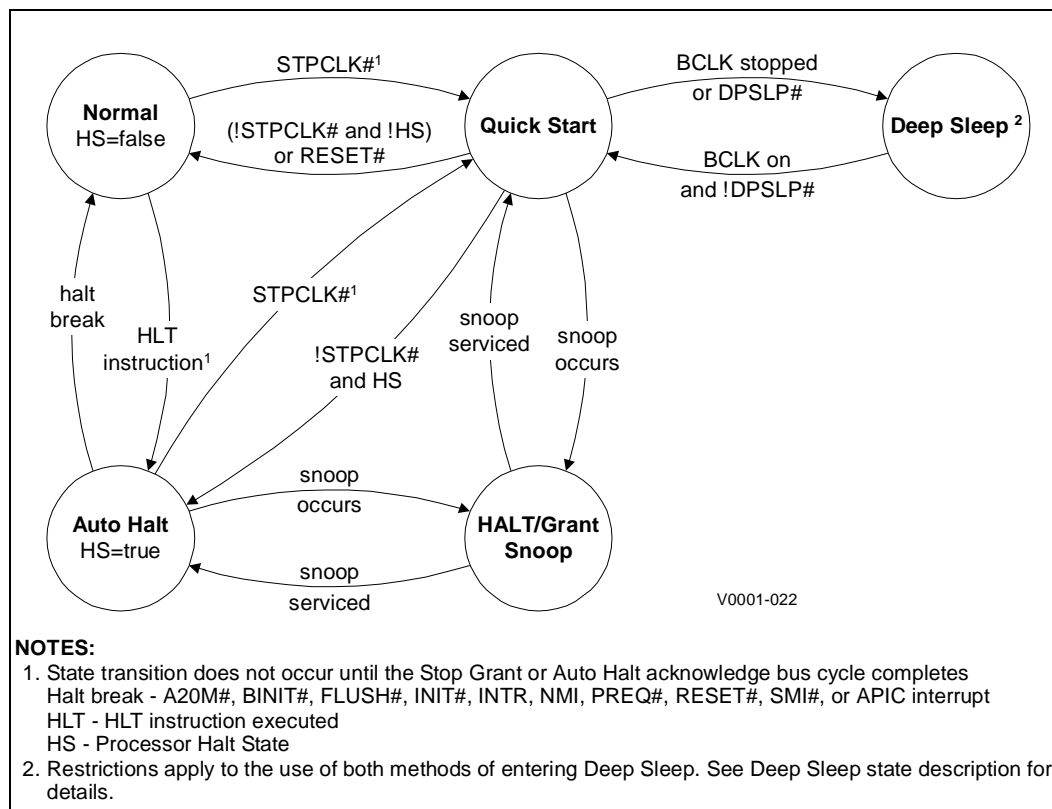 STPCLK#¹
BCLK stopped
or DPSLP#
Normal
HS=false
(!STPCLK# and !HS)
or RESET#
Quick Start
Deep Sleep ²
BCLK on
and !DPSLP#
halt
break
HLT
instruction¹
STPCLK#¹
!STPCLK#
and HS
snoop
serviced
snoop
occurs
Auto Halt
HS=true
snoop
occurs
HALT/Grant
Snoop
snoop
serviced
V0001-022
NOTES:
1. State transition does not occur until the Stop Grant or Auto Halt acknowledge bus cycle completes
Halt break - A20M#, BINIT#, FLUSH#, INIT#, INTR, NMI, PREQ#, RESET#, SMI#, or APIC interrupt
HLT - HLT instruction executed
HS - Processor Halt State
2. Restrictions apply to the use of both methods of entering Deep Sleep. See Deep Sleep state description for
details.